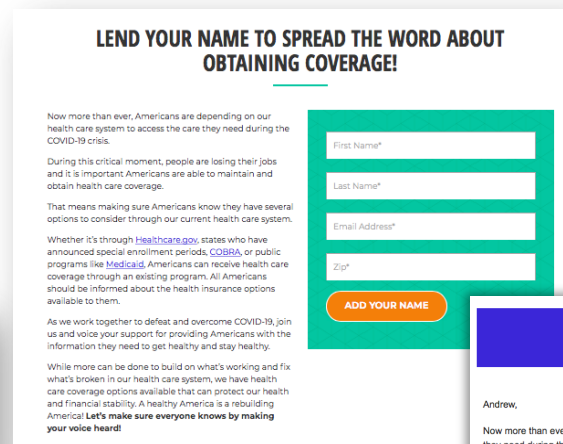 LEND YOUR NAME TO SPREAD THE WORD ABOUT
OBTAINING COVERAGE!
Now more than ever, Americans are depending on our
health care system to access the care they need during the
COVID-19 crisis.
During this critical moment, people are losing their jobs
and it is important Americans are able to maintain and
obtain health care coverage.
That means making sure Americans know they have several
options to consider through our current health care system.
Whether it's through Healthcare.gov, states who have
announced special enrollment periods, COBRA, or public
programs like Medicaid, Americans can receive health care
coverage through an existing program. All Americans
should be informed about the health insurance options
available to them.
As we work together to defeat and overcome COVID-19, join
us and voice your support for providing Americans with the
information they need to get healthy and stay healthy.
While more can be done to build on what's working and fix
what's broken in our health care system, we have health
care coverage options available that can protect our health
and financial stability. A healthy America is a rebuilding
America! Let's make sure everyone knows by making
your voice heard!
First Name*
Last Name*
Email Address*
Zip*
ADD YOUR NAME
Andrew,
Now more than eve